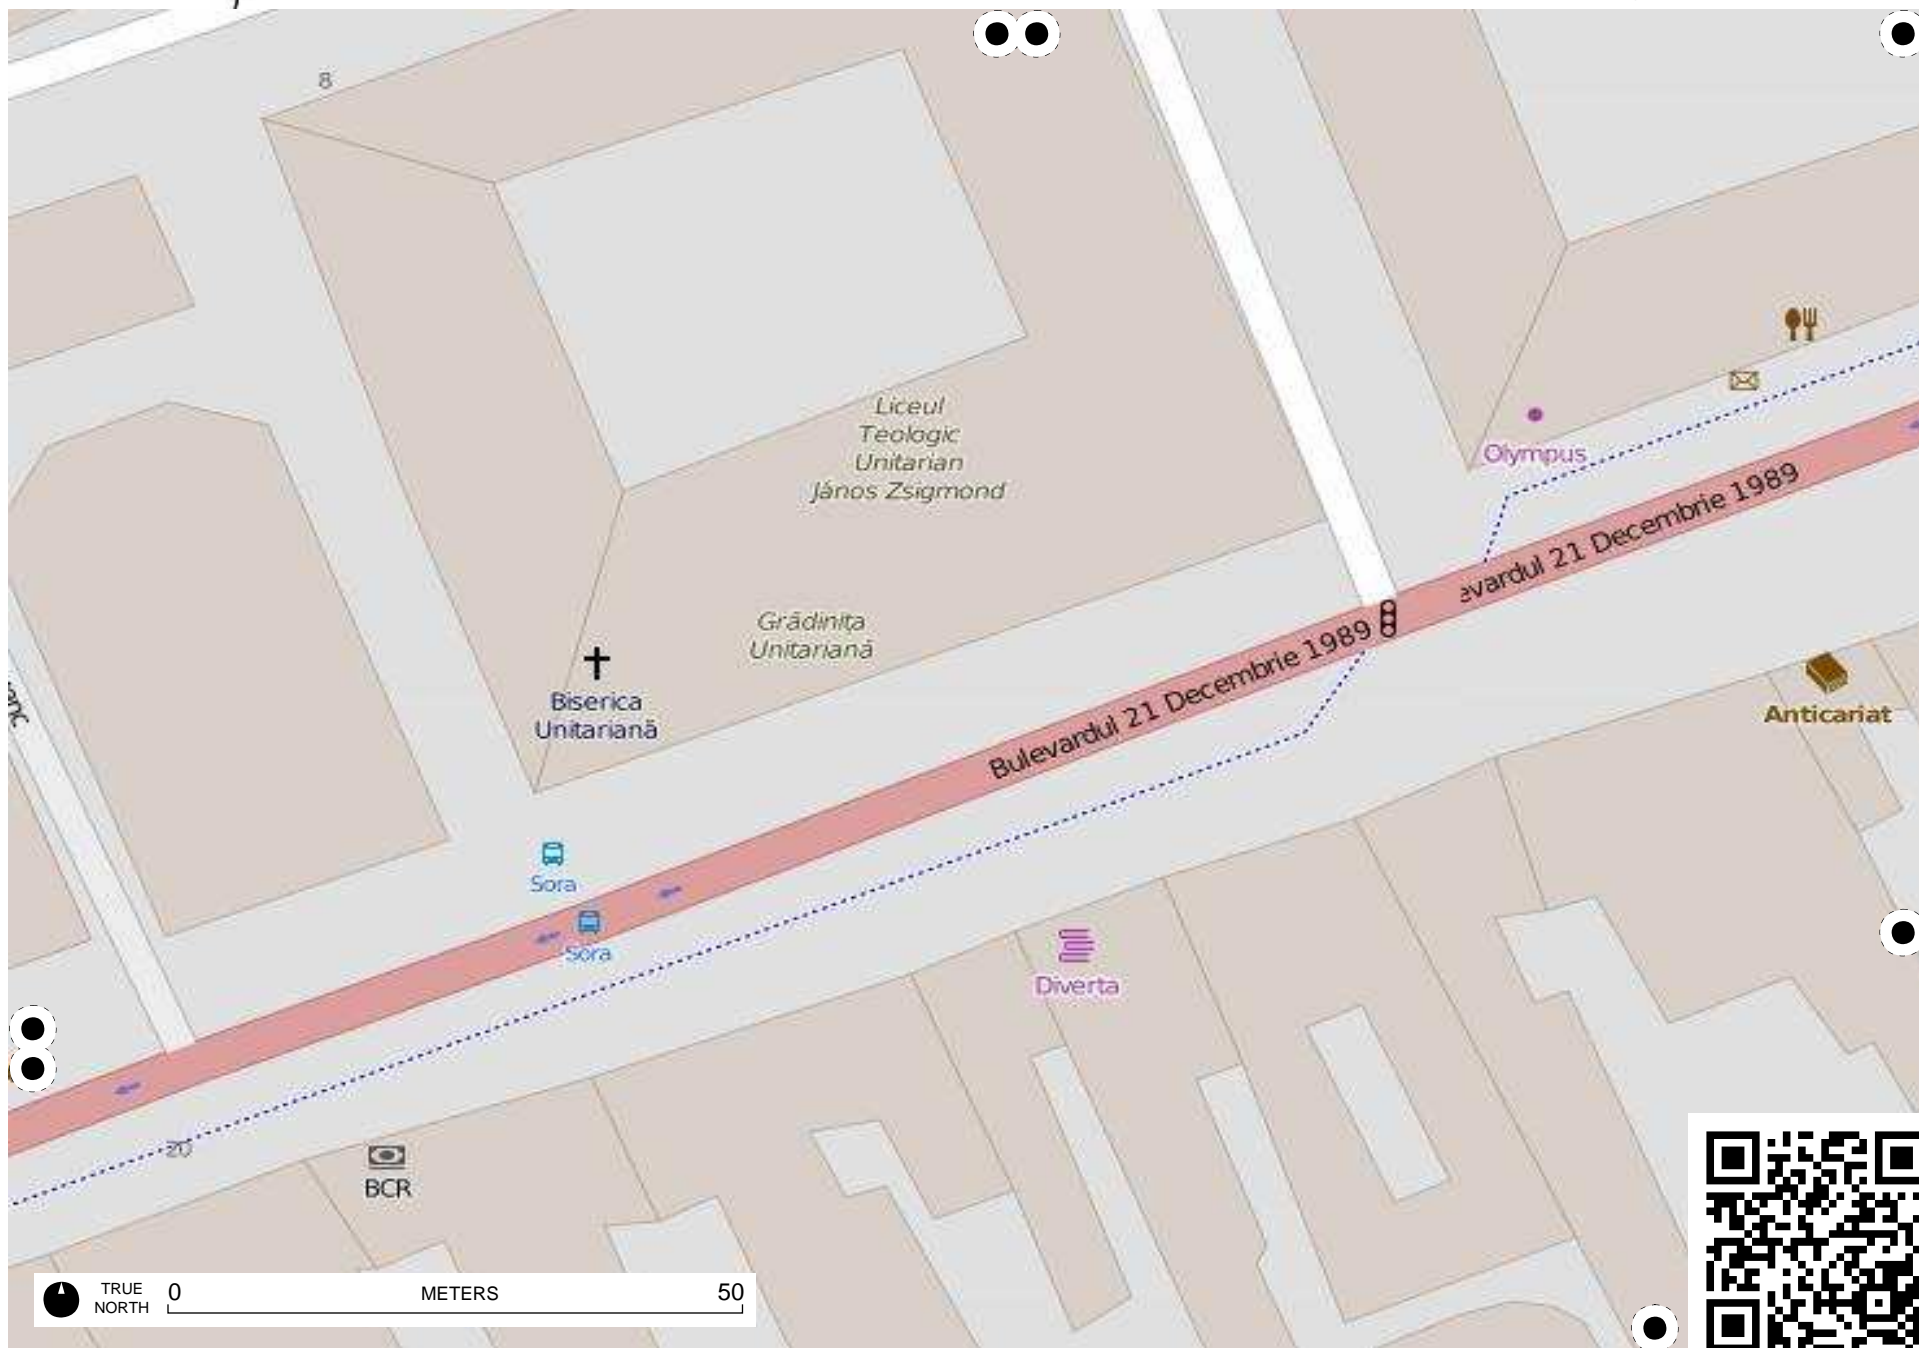 8
Liceul
Teologic
Unitarian
János Zsigmond
Olympus
Bulevardul 21 Decembrie 1989
evardul 21 Decembrie 1989
Grădinița
Unitariană
Biserica
Unitariană
Anticariat
Sora
Sora
Diverta
20
BCR
TRUE
NORTH
0
METERS
50